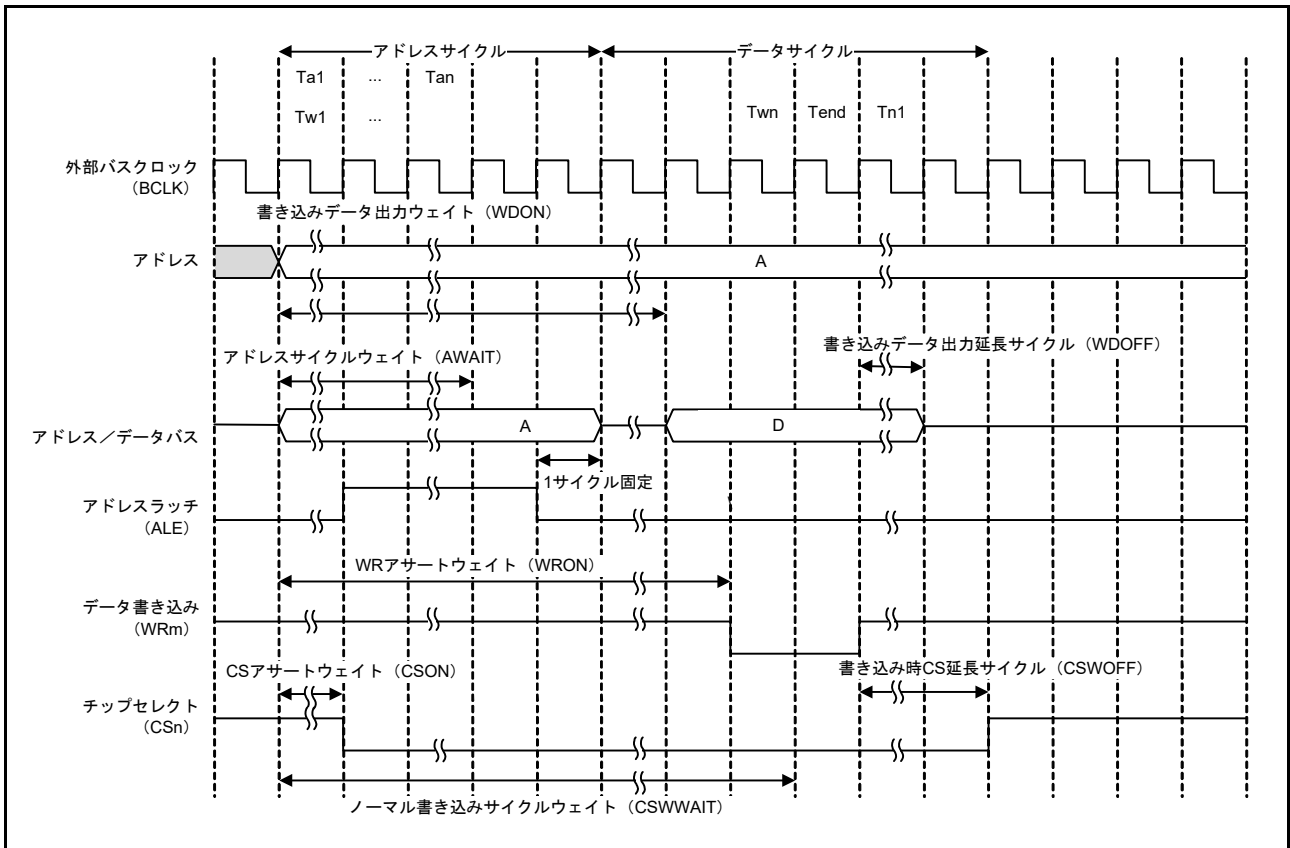 アドレスサイクル データサイクル
Ta1 ... Tan
Tw1 ... Twn Tend Tn1
外部バスクロック
（BCLK）
書き込みデータ出力ウェイト（WDON）
アドレス A
書き込みデータ出力延長サイクル（WDOFF）
アドレスサイクルウェイト（AWAIT）
アドレス／データバス A D
1サイクル固定
アドレスラッチ
（ALE）
WRアサートウェイト（WRON）
データ書き込み
（WRm）
CSアサートウェイト（CSON） 書き込み時CS延長サイクル（CSWOFF）
チップセレクト
（CSn）
ノーマル書き込みサイクルウェイト（CSWWAIT）